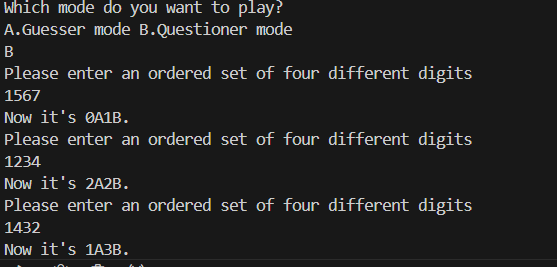 Which mode do you want to play?
A.Guesser mode B.Questioner mode
B
Please enter an ordered set of four different digits
1567
Now it's 0A1B.
Please enter an ordered set of four different digits
1234
Now it's 2A2B.
Please enter an ordered set of four different digits
1432
Now it's 1A3B.